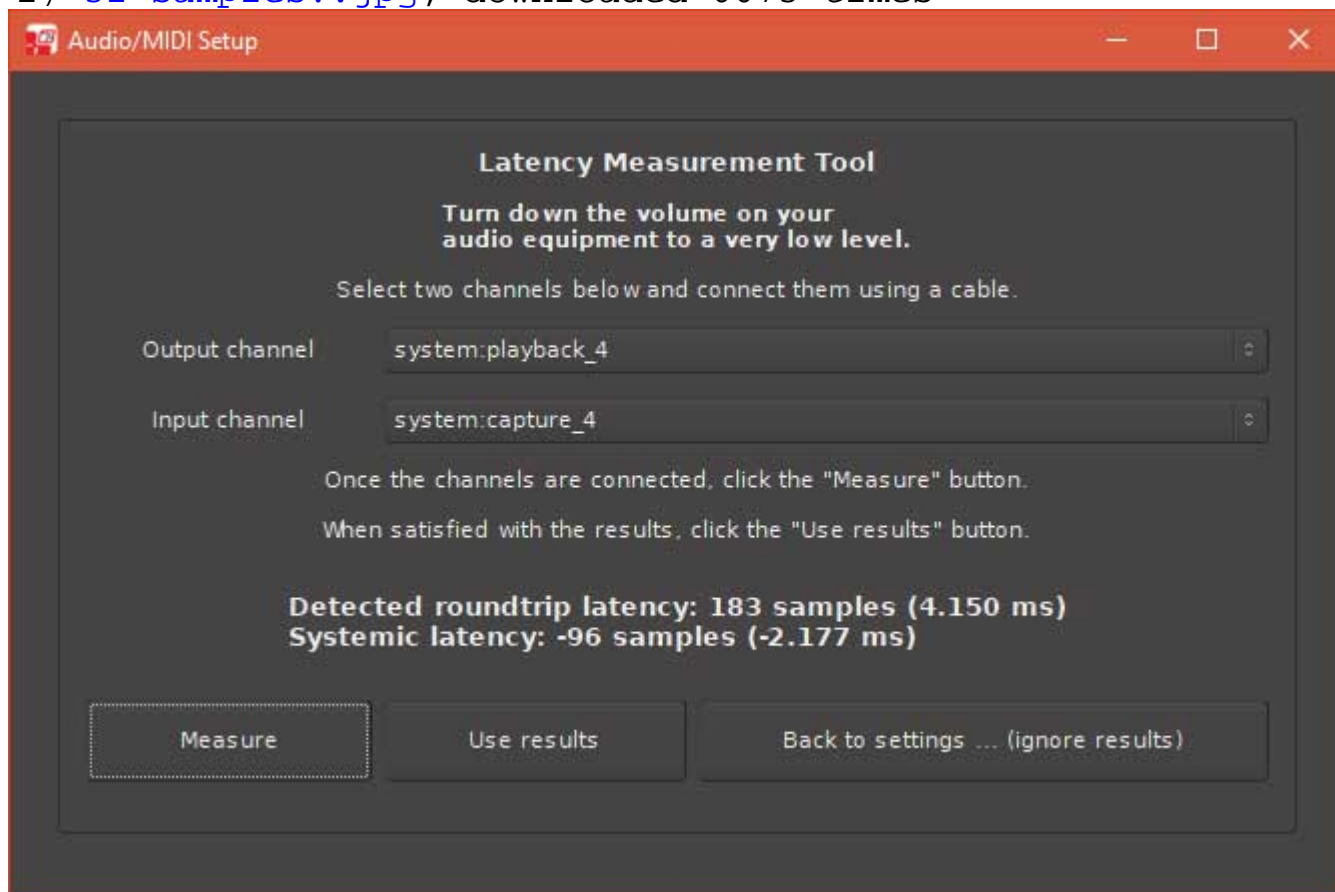 Audio/MIDI Setup
Latency Measurement Tool
Turn down the volume on your
audio equipment to a very low level.
Select two channels below and connect them using a cable.
Output channel system:playback_4
Input channel system:capture_4
Once the channels are connected, click the "Measure" button.
When satisfied with the results, click the "Use results" button.
Detected roundtrip latency: 183 samples (4.150 ms)
Systemic latency: -96 samples (-2.177 ms)
Measure Use results Back to settings ... (ignore results)